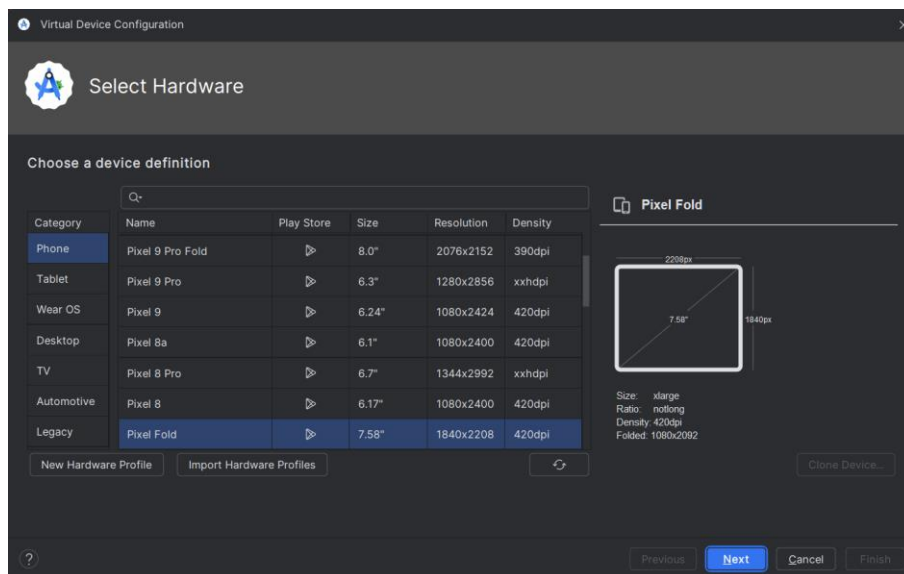 Virtual Device Configuration
Select Hardware
Choose a device definition
Category
Phone
Tablet
Wear OS
Desktop
TV
Automotive
Legacy
Name Play Store Size Resolution Density
Pixel 9 Pro Fold 8.0" 2076x2152 390dpi
Pixel 9 Pro 6.3" 1280x2856 xxhdpi
Pixel 9 6.24" 1080x2424 420dpi
Pixel 8a 6.1" 1080x2400 420dpi
Pixel 8 Pro 6.7" 1344x2992 xxhdpi
Pixel 8 6.17" 1080x2400 420dpi
Pixel Fold 7.58" 1840x2208 420dpi
New Hardware Profile Import Hardware Profiles
Pixel Fold
2208px
7.58"
1840px
Size: xlarge
Ratio: notlong
Density: 420dpi
Folded: 1080x2092
Clone Device...
? Previous Next Cancel Finish